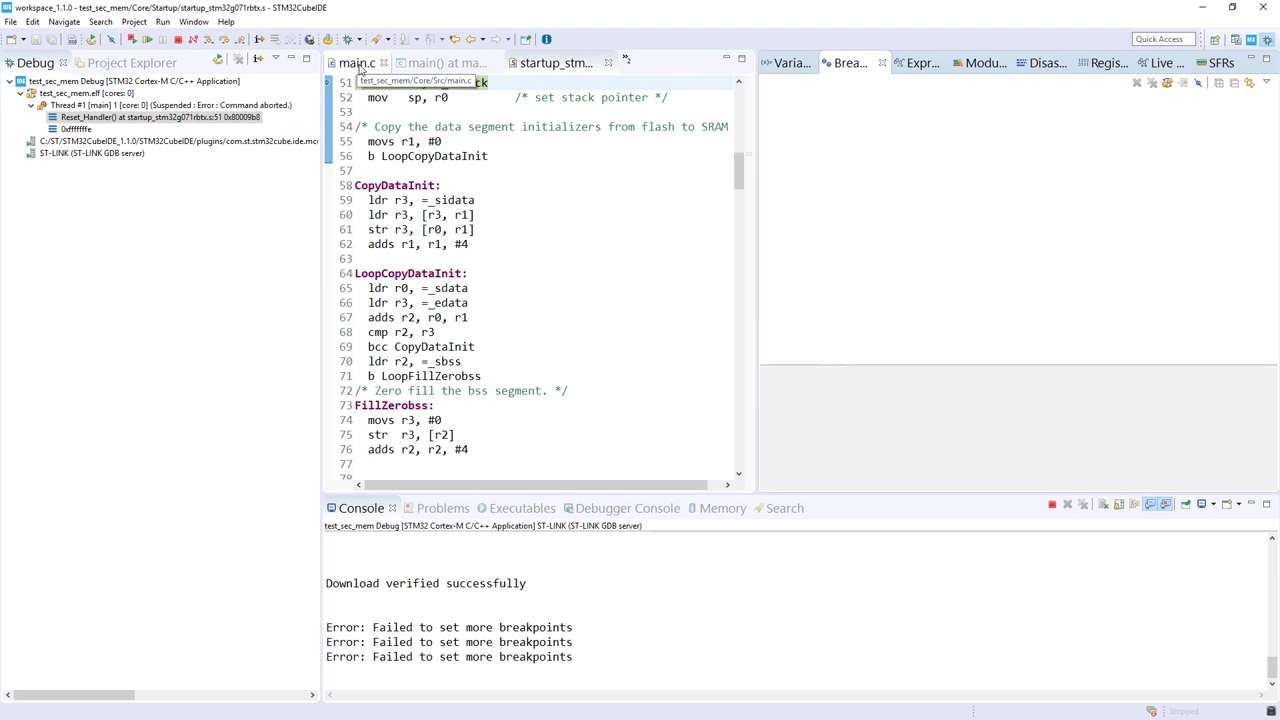 workspace_1.1.0 - test_sec_mem/Core/Startup/startup_stm32g071rbtx.s - STM32CubeIDE
File Edit Navigate Search Project Run Window Help
Quick Access
Debug
Project Explorer
test_sec_mem Debug [STM32 Cortex-M C/C++ Application]
test_sec_mem.elf [cores: 0]
Thread #1 [main] 1 [core: 0] (Suspended : Error : Command aborted.)
Reset_Handler() at startup_stm32g071rbtx.s:51 0x80009b8
0xfffffffe
C:/ST/STM32CubeIDE_1.1.0/STM32CubeIDE/plugins/com.st.stm32cube.ide.mcu
ST-LINK (ST-LINK GDB server)
main.c
main() at ma...
startup_stm...
2
test_sec_mem/Core/Src/main.c
51
52 mov sp, r0 /* set stack pointer */
53
54 /* Copy the data segment initializers from flash to SRAM
55 movs r1, #0
56 b LoopCopyDataInit
57
58 CopyDataInit:
59 ldr r3, =_sidata
60 ldr r3, [r3, r1]
61 str r3, [r0, r1]
62 adds r1, r1, #4
63
64 LoopCopyDataInit:
65 ldr r0, =_sdata
66 ldr r3, =_edata
67 adds r2, r0, r1
68 cmp r2, r3
69 bcc CopyDataInit
70 ldr r2, =_sbss
71 b LoopFillZerobss
72 /* Zero fill the bss segment. */
73 FillZerobss:
74 movs r3, #0
75 str r3, [r2]
76 adds r2, r2, #4
77
78
Varia...
Brea...
Expr...
Modu...
Disas...
Regis...
Live ...
SFRs
Console
Problems
Executables
Debugger Console
Memory
Search
test_sec_mem Debug [STM32 Cortex-M C/C++ Application] ST-LINK (ST-LINK GDB server)
Download verified successfully
Error: Failed to set more breakpoints
Error: Failed to set more breakpoints
Error: Failed to set more breakpoints
Stopped